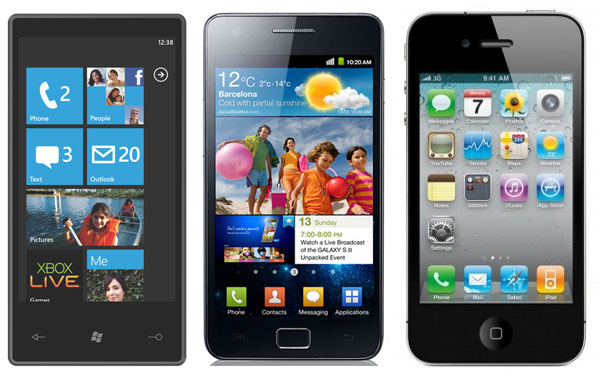 12:38
2
Phone
f
People
3
Text
20
Outlook
Pictures
XBOX
LIVE
Games
Me
SAMSUNG
10:20 AM
12°C 2°c · 14°c
Barcelona
Cold with partial sunshine
AccuWeather.com
13 Sunday
7:00-8:00 PM
Watch a Live Broadcast
of the GALAXY S II
Unpacked Event
3
Phone
Contacts
Messaging
Applications
3G
9:41 AM
Messages
Calendar
7
Photos
Camera
YouTube
Stocks
Maps
Weather
Notes
Utilities
iTunes
App Store
Settings
Phone
Mail
Safari
iPod